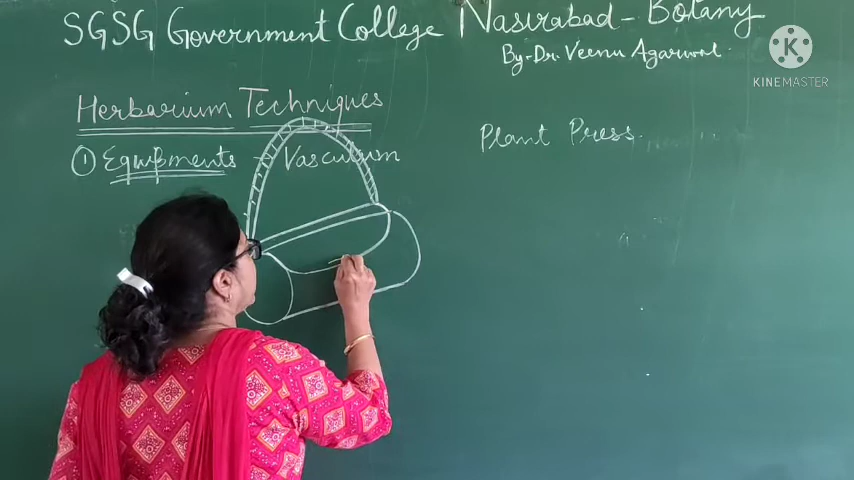 SGSG Government College Nasirabad - Botany
By:- Dr. Veenu Agarwal.
Herbarium Techniques
① Equipments - Vasculum
Plant Press.
K
KINEMASTER